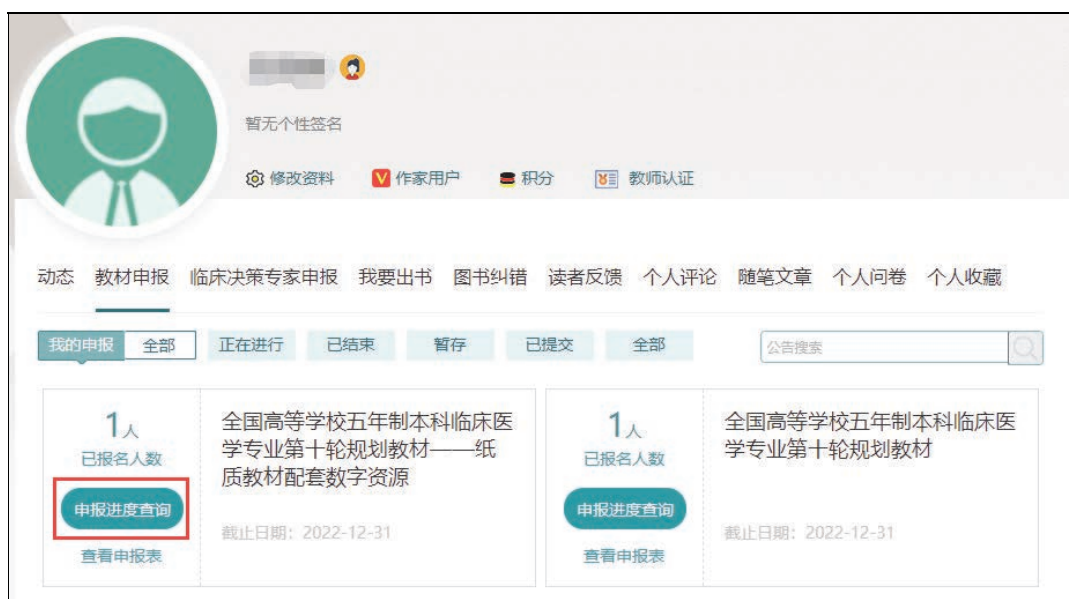 暂无个性签名
修改资料 V 作家用户 积分 教师认证
动态 教材申报 临床决策专家申报 我要出书 图书纠错 读者反馈 个人评论 随笔文章 个人问卷 个人收藏
我的申报 全部 正在进行 已结束 暂存 已提交 全部 公告搜索
1人
已报名人数
申报进度查询
查看申报表
全国高等学校五年制本科临床医
学专业第十轮规划教材——纸
质教材配套数字资源
截止日期：2022-12-31
1人
已报名人数
申报进度查询
查看申报表
全国高等学校五年制本科临床医
学专业第十轮规划教材
截止日期：2022-12-31